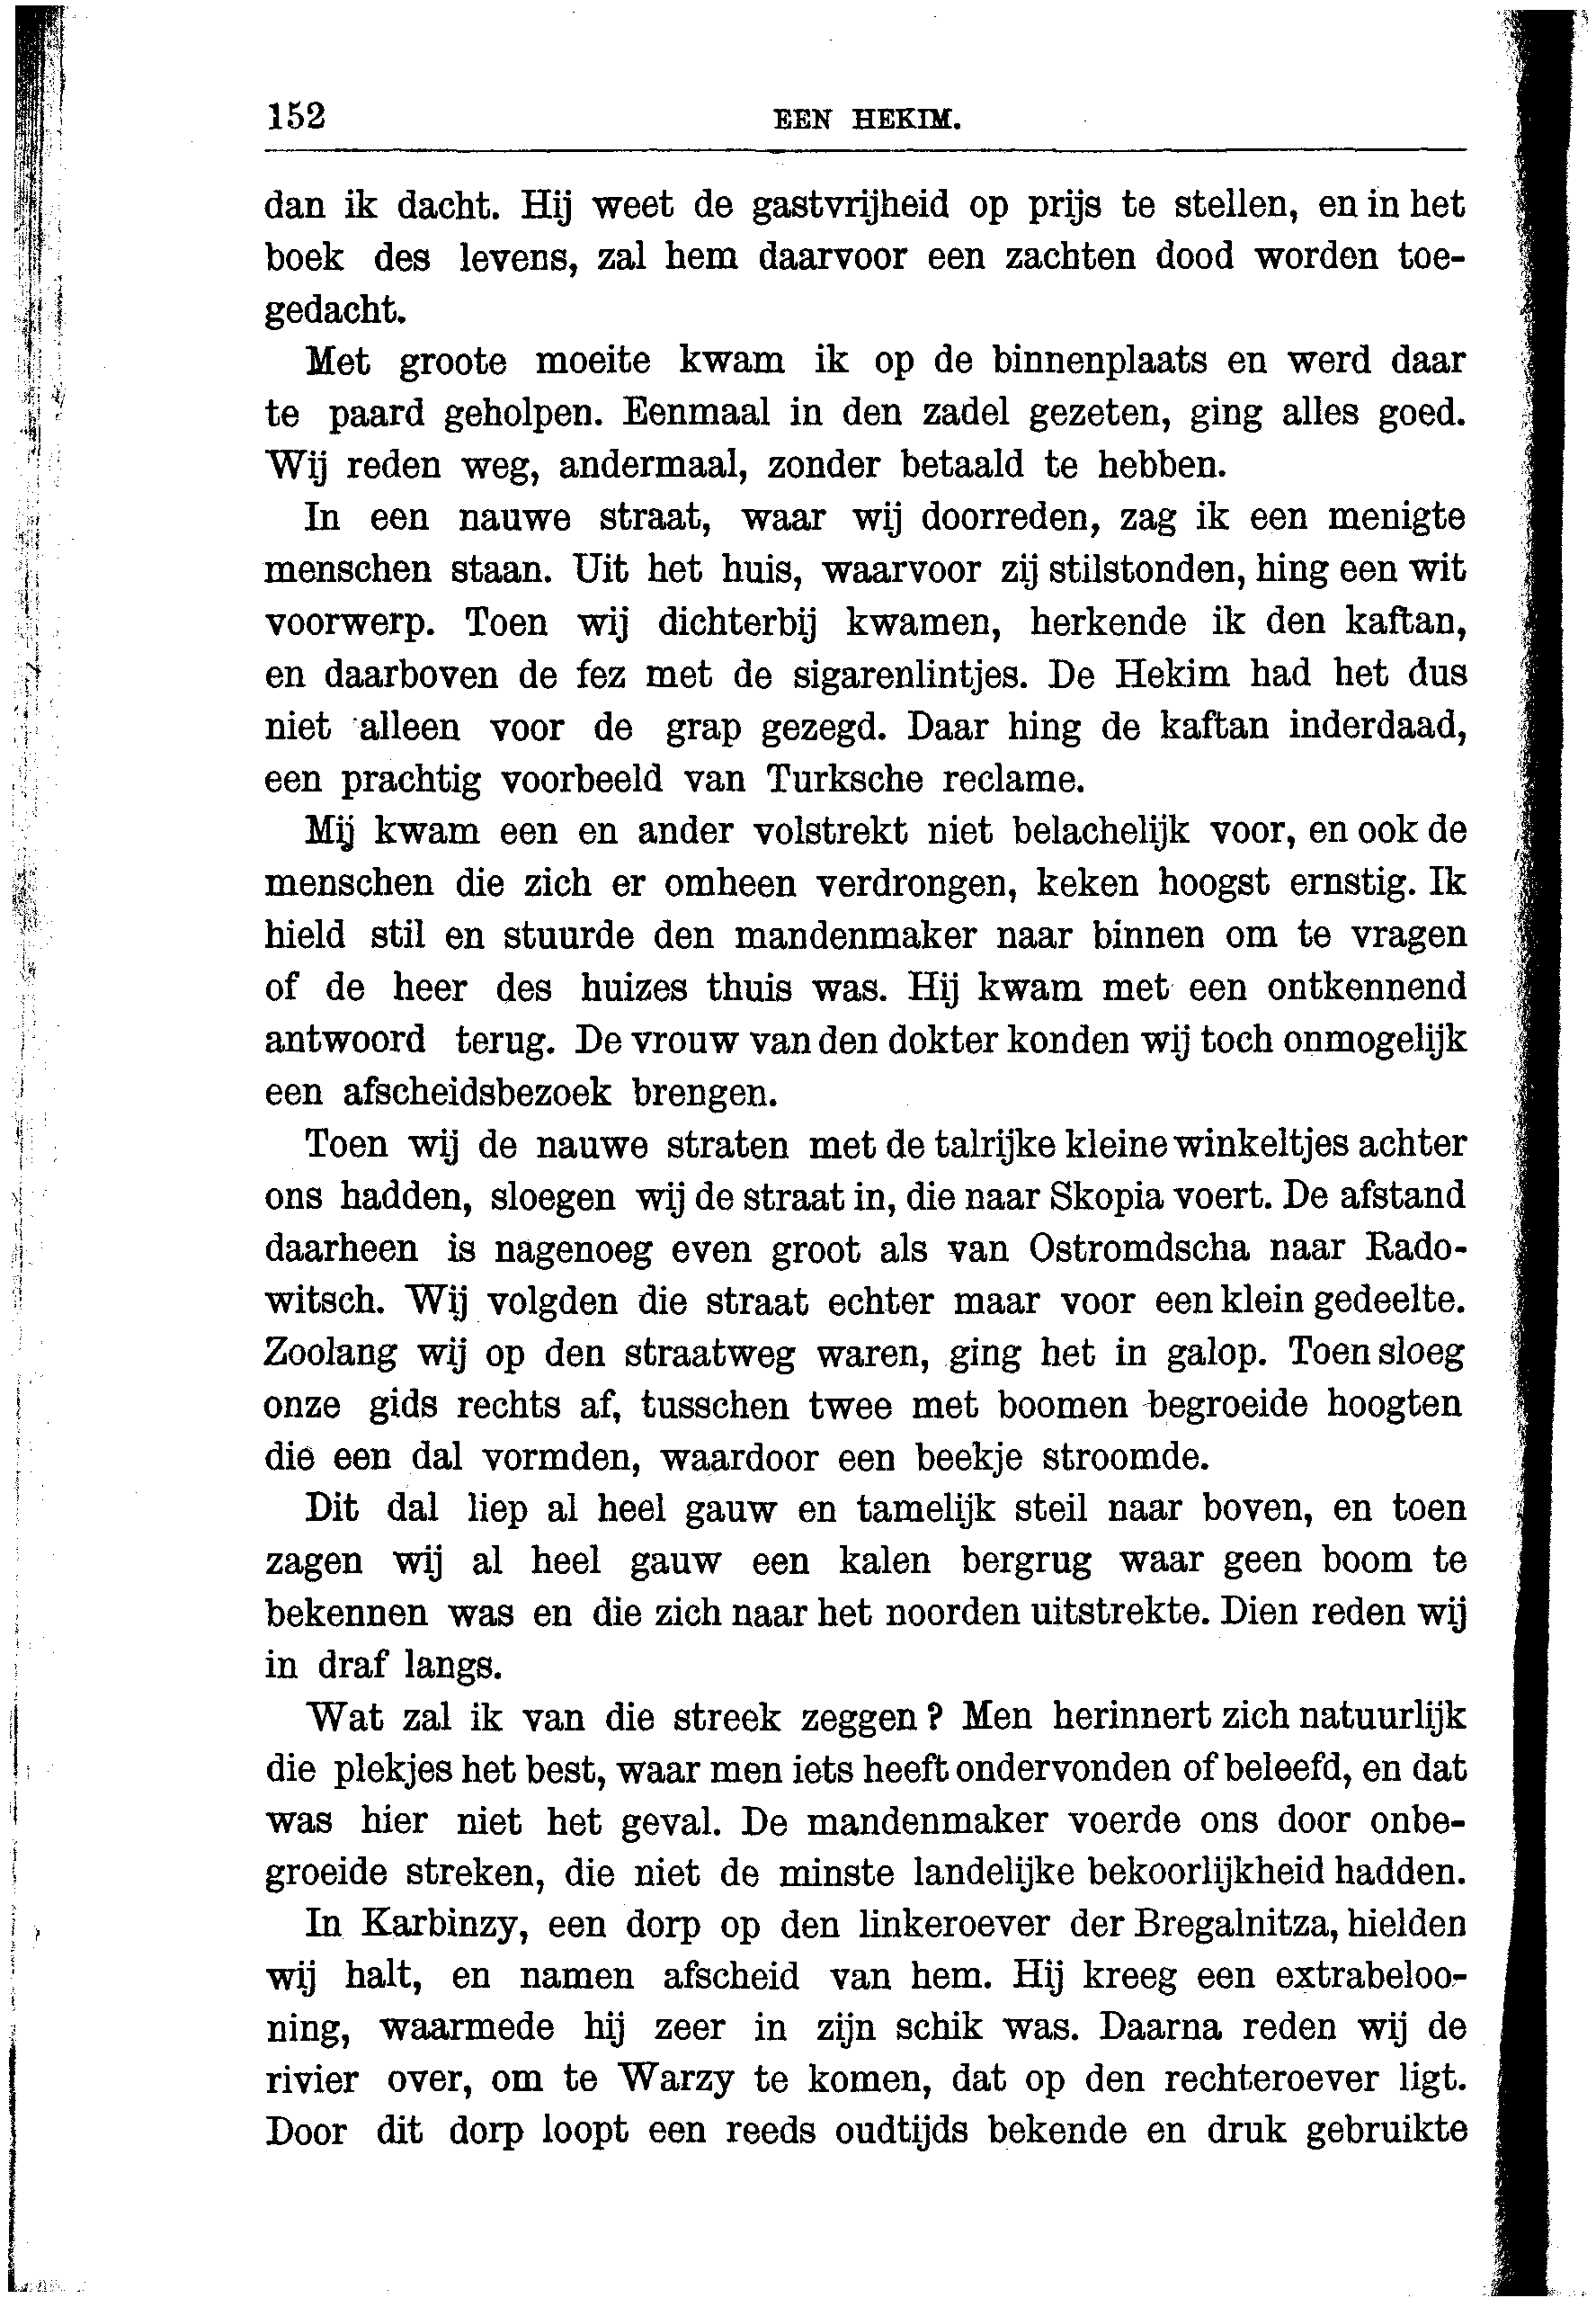 152 EEN HEKIM.
dan ik dacht. Hij weet de gastvrijheid op prijs te stellen, en in het
boek des levens, zal hem daarvoor een zachten dood worden toe-
gedacht.
Met groote moeite kwam ik op de binnenplaats en werd daar
te paard geholpen. Eenmaal in den zadel gezeten, ging alles goed.
Wij reden weg, andermaal, zonder betaald te hebben.
In een nauwe straat, waar wij doorreden, zag ik een menigte
menschen staan. Uit het huis, waarvoor zij stilstonden, hing een wit
voorwerp. Toen wij dichterbij kwamen, herkende ik den kaftan,
en daarboven de fez met de sigarenlintjes. De Hekim had het dus
niet alleen voor de grap gezegd. Daar hing de kaftan inderdaad,
een prachtig voorbeeld van Turksche reclame.
Mij kwam een en ander volstrekt niet belachelijk voor, en ook de
menschen die zich er omheen verdrongen, keken hoogst ernstig. Ik
hield stil en stuurde den mandenmaker naar binnen om te vragen
of de heer des huizes thuis was. Hij kwam met een ontkennend
antwoord terug. De vrouw van den dokter konden wij toch onmogelijk
een afscheidsbezoek brengen.
Toen wij de nauwe straten met de talrijke kleine winkeltjes achter
ons hadden, sloegen wij de straat in, die naar Skopia voert. De afstand
daarheen is nagenoeg even groot als van Ostromdscha naar Rado-
witsch. Wij volgden die straat echter maar voor een klein gedeelte.
Zoolang wij op den straatweg waren, ging het in galop. Toen sloeg
onze gids rechts af, tusschen twee met boomen begroeide hoogten
die een dal vormden, waardoor een beekje stroomde.
Dit dal liep al heel gauw en tamelijk steil naar boven, en toen
zagen wij al heel gauw een kalen bergrug waar geen boom te
bekennen was en die zich naar het noorden uitstrekte. Dien reden wij
in draf langs.
Wat zal ik van die streek zeggen? Men herinnert zich natuurlijk
die plekjes het best, waar men iets heeft ondervonden of beleefd, en dat
was hier niet het geval. De mandenmaker voerde ons door onbe-
groeide streken, die niet de minste landelijke bekoorlijkheid hadden.
In Karbinzy, een dorp op den linkeroever der Bregalnitza, hielden
wij halt, en namen afscheid van hem. Hij kreeg een extrabeloo-
ning, waarmede hij zeer in zijn schik was. Daarna reden wij de
rivier over, om te Warzy te komen, dat op den rechteroever ligt.
Door dit dorp loopt een reeds oudtijds bekende en druk gebruikte